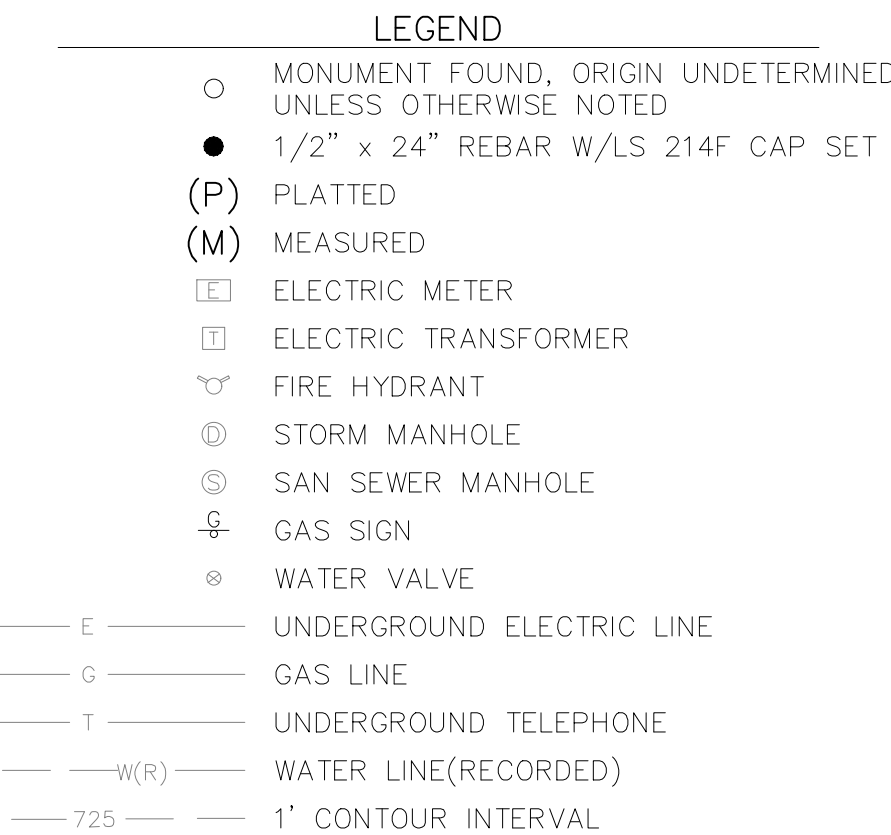 LEGEND
MONUMENT FOUND, ORIGIN UNDETERMINED
UNLESS OTHERWISE NOTED
1/2" x 24" REBAR W/LS 214F CAP SET
(P) PLATTED
(M) MEASURED
E ELECTRIC METER
T ELECTRIC TRANSFORMER
FIRE HYDRANT
D STORM MANHOLE
S SAN SEWER MANHOLE
G GAS SIGN
WATER VALVE
E UNDERGROUND ELECTRIC LINE
G GAS LINE
T UNDERGROUND TELEPHONE
W(R) WATER LINE(RECORDED)
725 1' CONTOUR INTERVAL